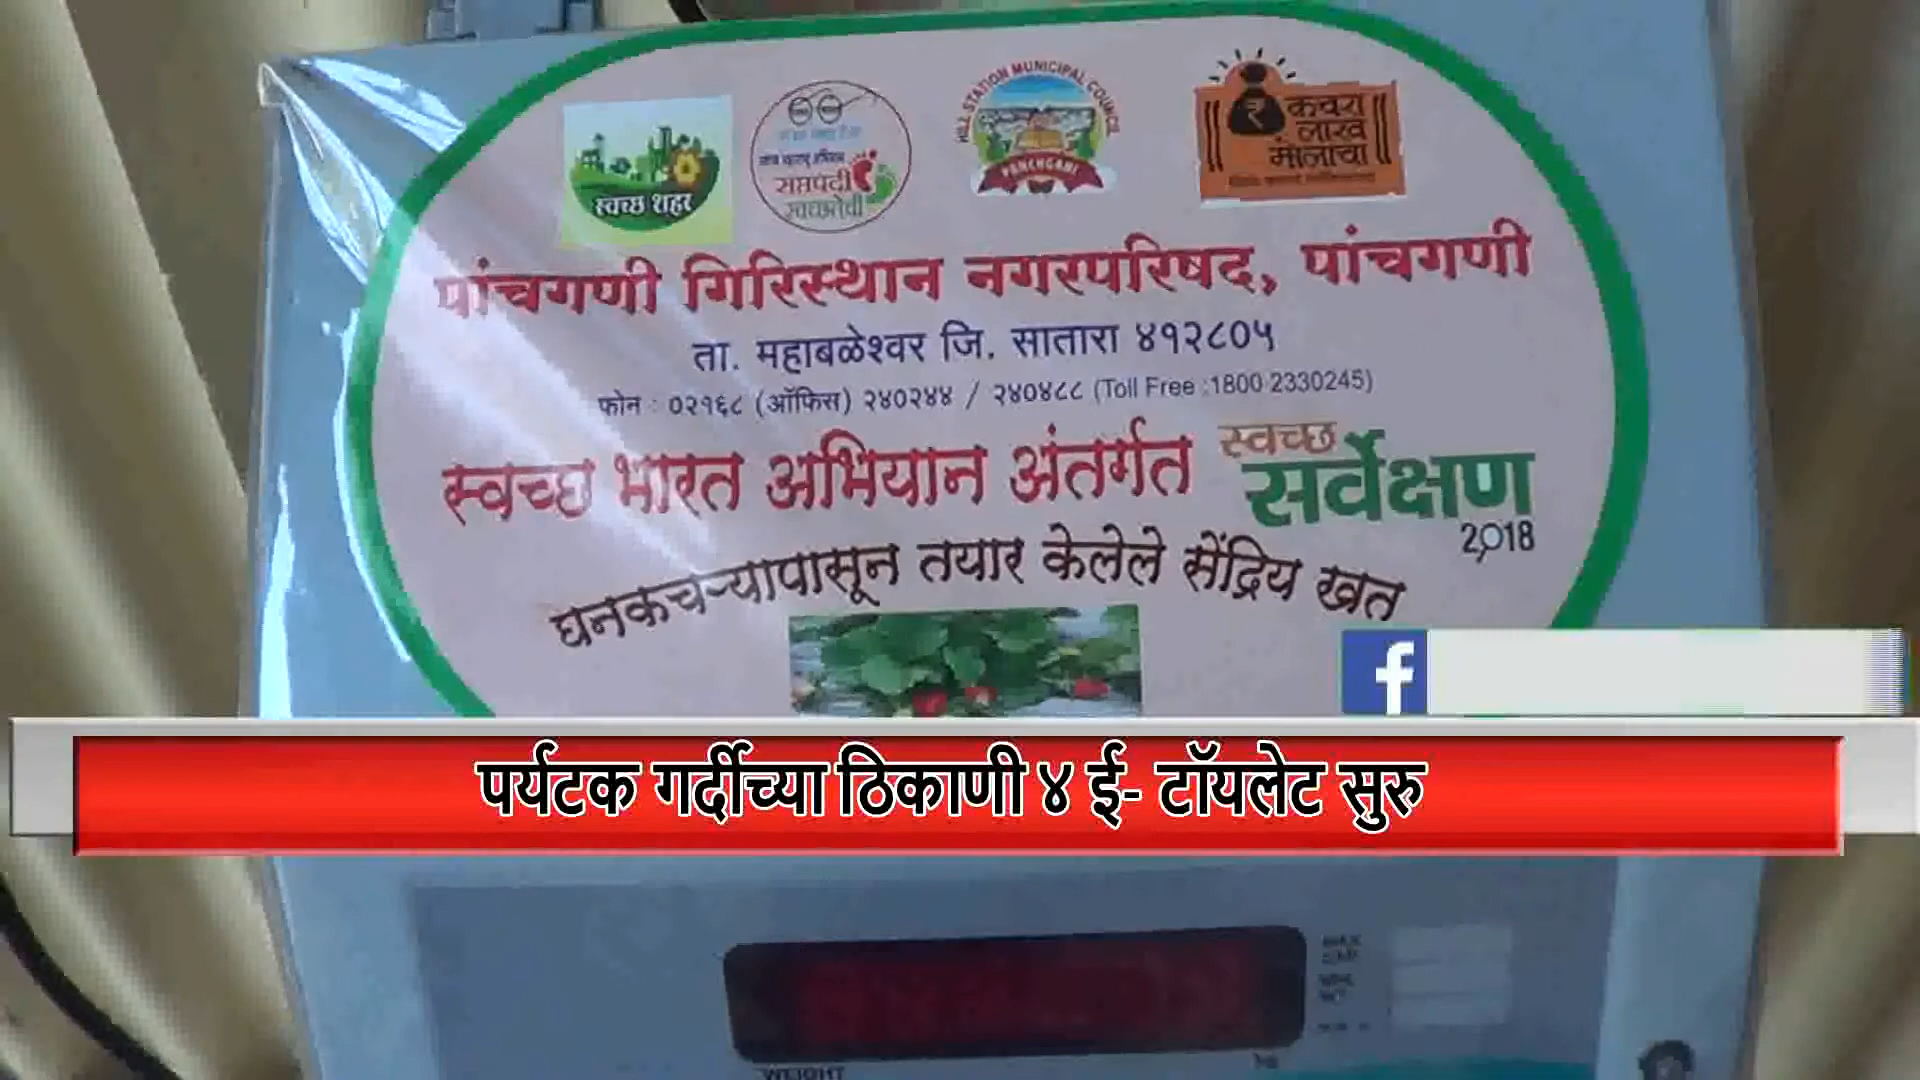 स्वच्छ शहर
सप्तपदी
स्वच्छतेची
HILL STATION MUNICIPAL COUNCIL
PANCHGANI
कचरा
लाख
मोलाचा
पांचगणी गिरिस्थान नगरपरिषद, पांचगणी
ता. महाबळेश्वर जि. सातारा ४१२८०५
फोन : ०२१६८ (ऑफिस) २४०२४४ / २४०४८८ (Toll Free :1800 2330245)
स्वच्छ भारत अभियान अंतर्गत
स्वच्छ
सर्वेक्षण
2018
घनकचऱ्यापासून तयार केलेले सेंद्रिय खत
f
पर्यटक गर्दीच्या ठिकाणी ४ ई- टॉयलेट सुरु
WEIGHT